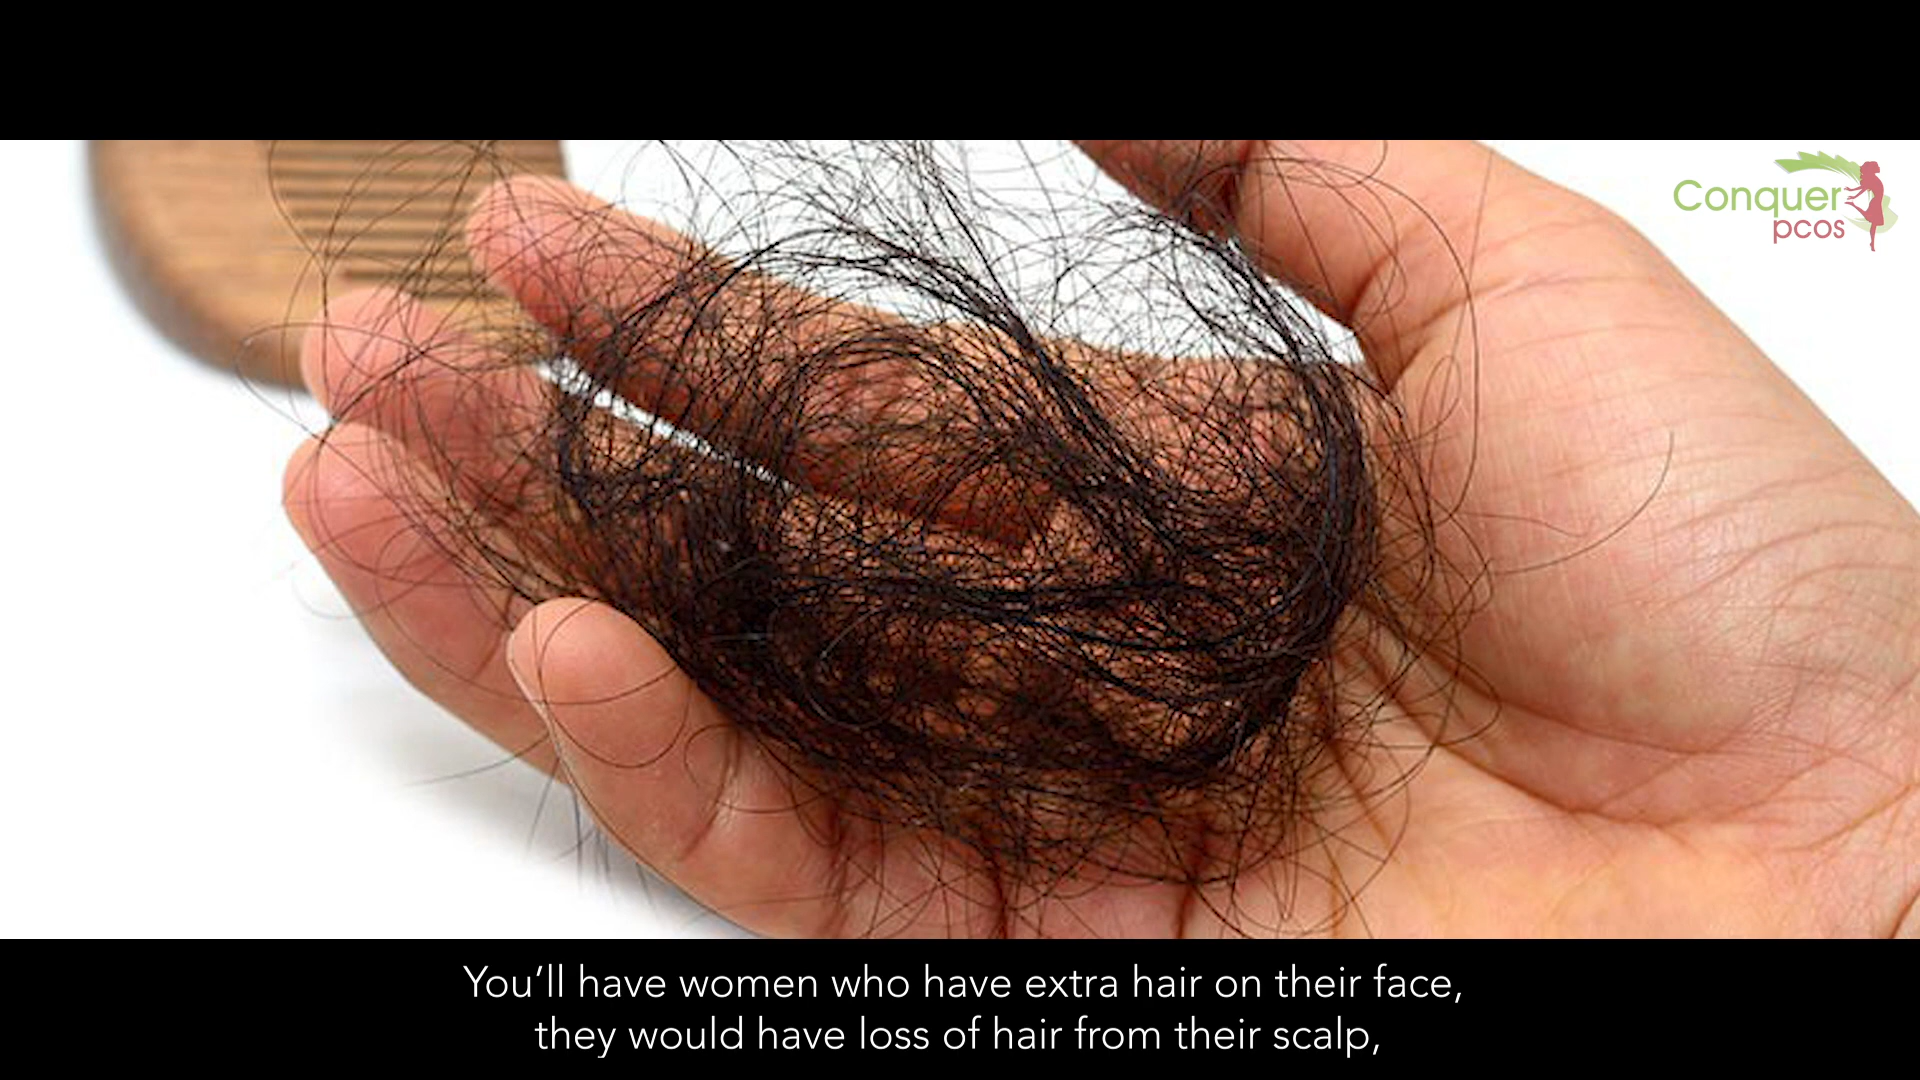 Conquer
pcos
You’ll have women who have extra hair on their face,
they would have loss of hair from their scalp,